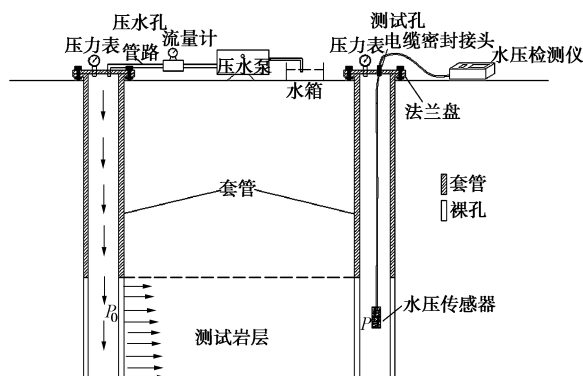 压水孔
测试孔
压力表
管路
流量计
压水泵
水箱
压力表
电缆密封接头
水压检测仪
法兰盘
套管
套管
裸孔
P0
P
水压传感器
测试岩层